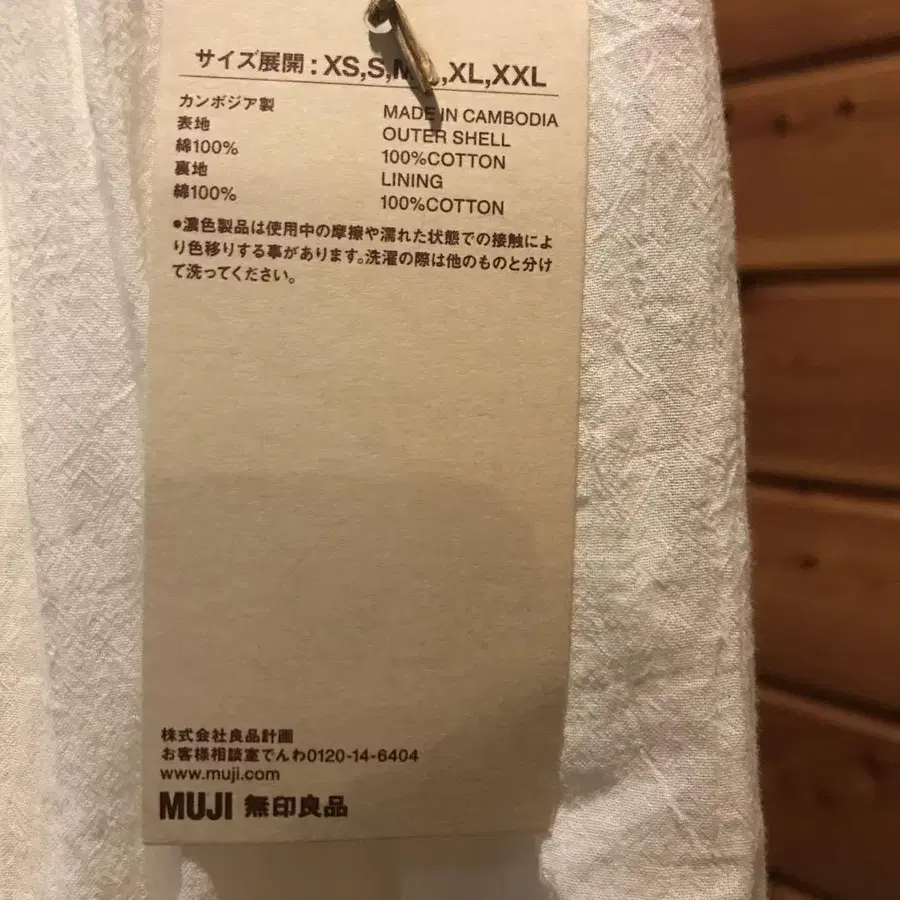 サイズ展開:XS,S,M,L,XL,XXL
カンボジア製
表地
綿100%
裏地
綿100%
MADE IN CAMBODIA
OUTER SHELL
100%COTTON
LINING
100%COTTON
●濃色製品は使用中の摩擦や濡れた状態での接触によ
り色移りする事があります。洗濯の際は他のものと分け
て洗ってください。
株式会社良品計画
お客様相談室でんわ0120-14-6404
www.muji.com
MUJI 無印良品